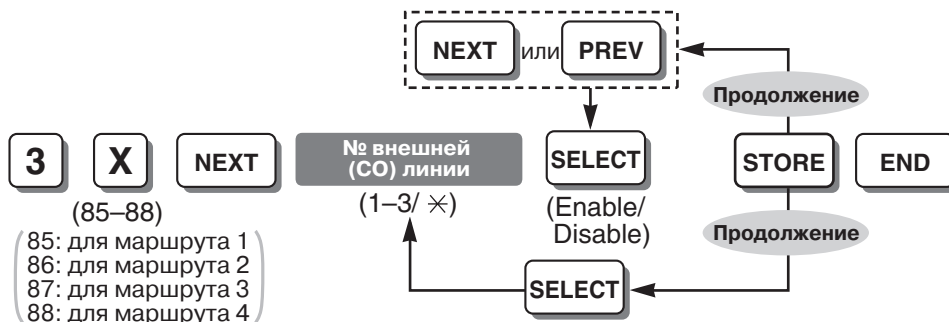 NEXT или PREV
Продолжение
3 X NEXT № внешней (CO) линии SELECT STORE END
(85–88) (1–3/ ✳) (Enable/ Disable)
Продолжение
85: для маршрута 1
86: для маршрута 2
87: для маршрута 3
88: для маршрута 4
SELECT